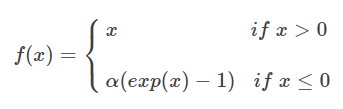 x if x > 0
f(x) =
α(exp(x) − 1) if x ≤ 0